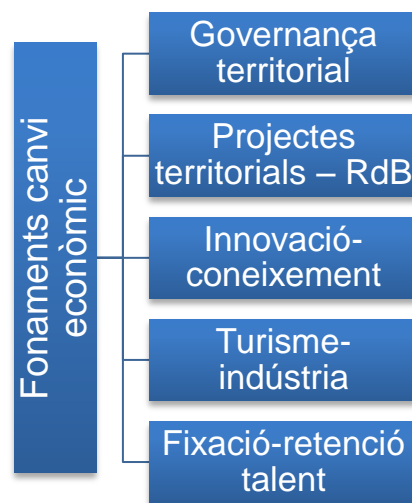 Fonaments canvi
econòmic
Governança
territorial
Projectes
territorials – RdB
Innovació-
coneixement
Turisme-
indústria
Fixació-retenció
talent